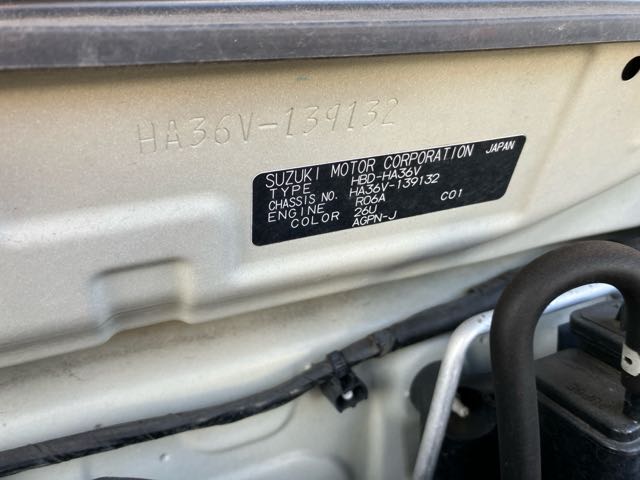 HA36V-139132
SUZUKI MOTOR CORPORATION JAPAN
TYPE HBD-HA36V
CHASSIS NO. HA36V-139132
ENGINE R06A C01
COLOR 26U
AGPN-J